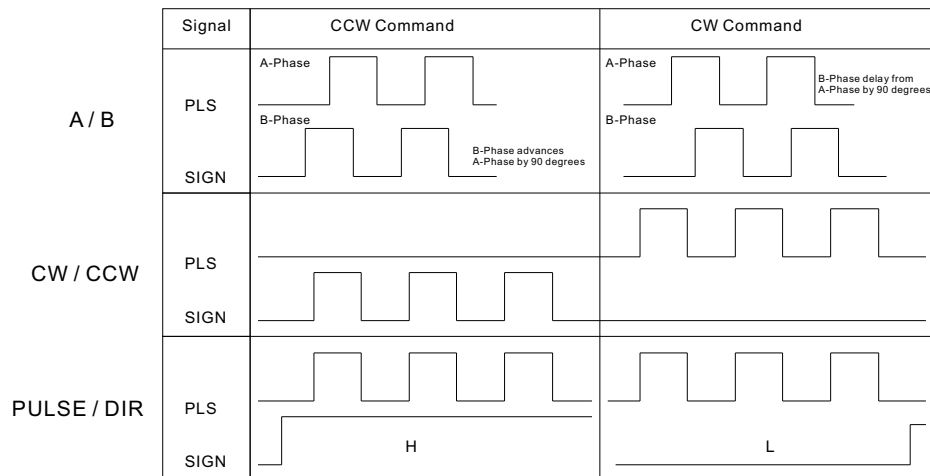 Signal CCW Command CW Command
A / B
PLS
SIGN
A-Phase
B-Phase
B-Phase advances
A-Phase by 90 degrees
A-Phase
B-Phase delay from
A-Phase by 90 degrees
B-Phase
CW / CCW
PLS
SIGN
PULSE / DIR
PLS
SIGN
H
L